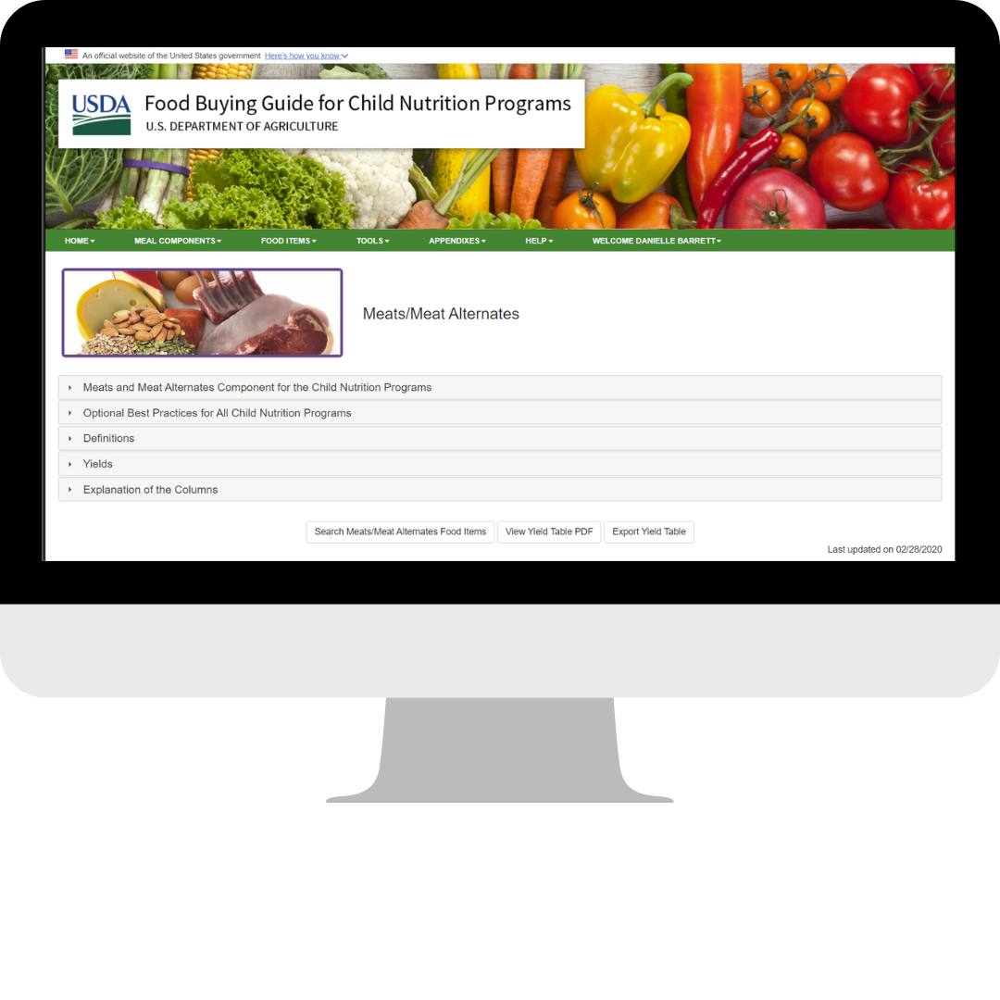 An official website of the United States government Here's how you know
USDA
Food Buying Guide for Child Nutrition Programs
U.S. DEPARTMENT OF AGRICULTURE
HOME MEAL COMPONENTS FOOD ITEMS TOOLS APPENDIXES HELP WELCOME DANIELLE BARRETT
Meats/Meat Alternates
Meats and Meat Alternates Component for the Child Nutrition Programs
Optional Best Practices for All Child Nutrition Programs
Definitions
Yields
Explanation of the Columns
Search Meats/Meat Alternates Food Items View Yield Table PDF Export Yield Table
Last updated on 02/28/2020